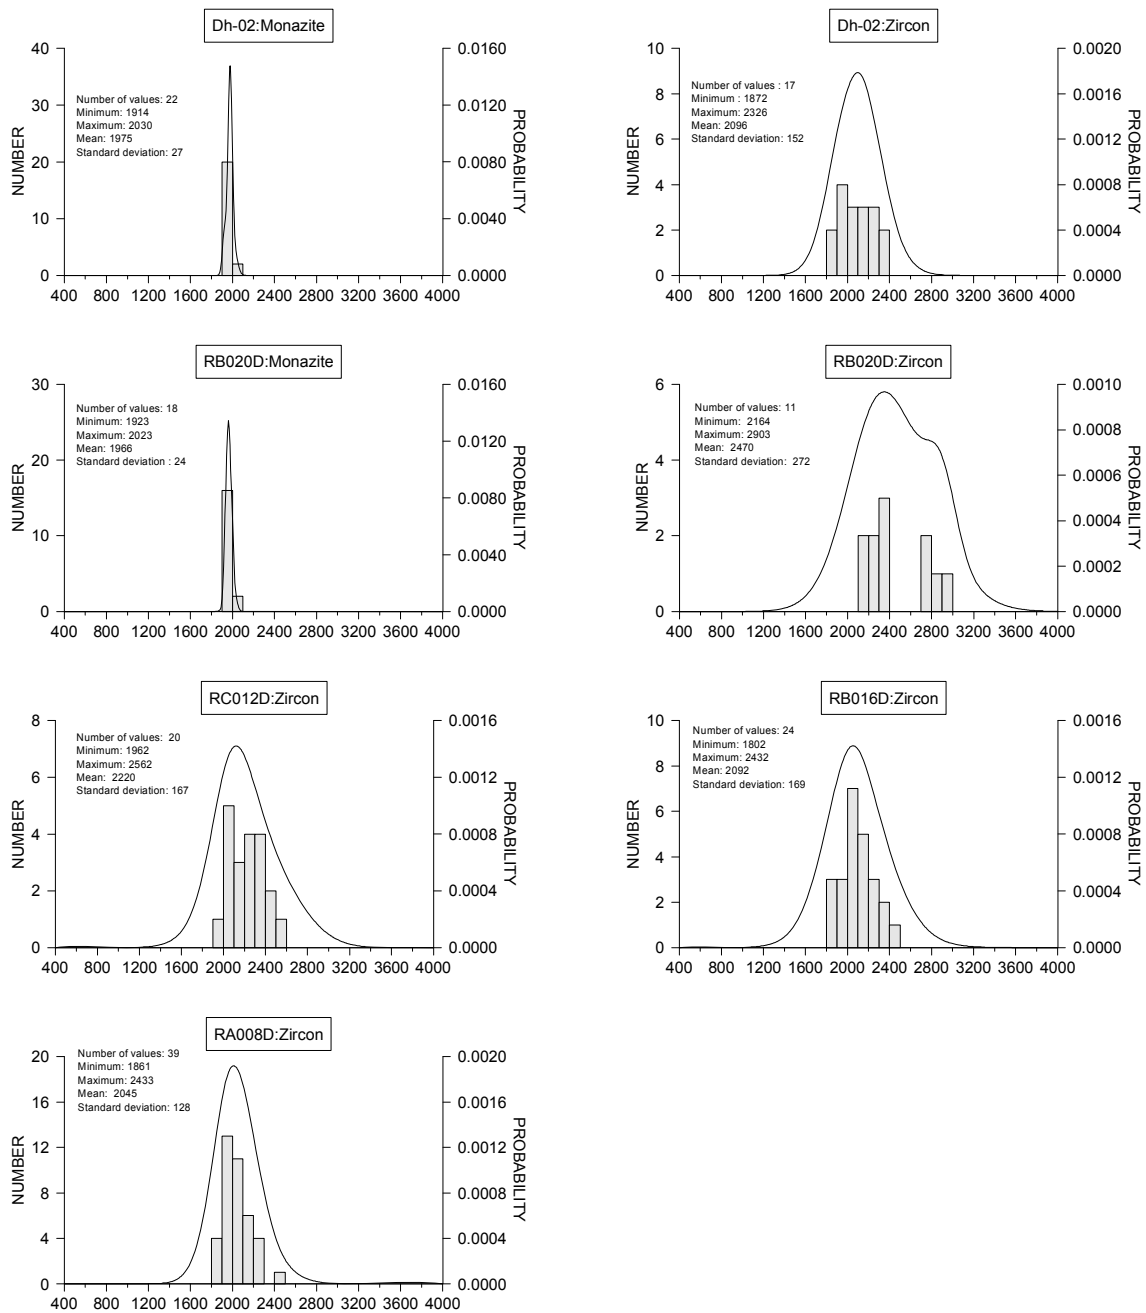 Dh-02:Monazite
40
30
20
10
0
NUMBER
Number of values: 22
Minimum: 1914
Maximum: 2030
Mean: 1975
Standard deviation: 27
0.0160
0.0120
0.0080
0.0040
0.0000
PROBABILITY
400 800 1200 1600 2000 2400 2800 3200 3600 4000
Dh-02:Zircon
10
8
6
4
2
0
NUMBER
Number of values : 17
Minimum : 1872
Maximum: 2326
Mean: 2096
Standard deviation: 152
0.0020
0.0016
0.0012
0.0008
0.0004
0.0000
PROBABILITY
400 800 1200 1600 2000 2400 2800 3200 3600 4000
RB020D:Monazite
30
20
10
0
NUMBER
Number of values: 18
Minimum: 1923
Maximum: 2023
Mean: 1966
Standard deviation : 24
0.0160
0.0120
0.0080
0.0040
0.0000
PROBABILITY
400 800 1200 1600 2000 2400 2800 3200 3600 4000
RB020D:Zircon
6
4
2
0
NUMBER
Number of values: 11
Minimum: 2164
Maximum: 2903
Mean: 2470
Standard deviation: 272
0.0010
0.0008
0.0006
0.0004
0.0002
0.0000
PROBABILITY
400 800 1200 1600 2000 2400 2800 3200 3600 4000
RC012D:Zircon
8
6
4
2
0
NUMBER
Number of values: 20
Minimum: 1962
Maximum: 2562
Mean: 2220
Standard deviation: 167
0.0016
0.0012
0.0008
0.0004
0.0000
PROBABILITY
400 800 1200 1600 2000 2400 2800 3200 3600 4000
RB016D:Zircon
10
8
6
4
2
0
NUMBER
Number of values: 24
Minimum: 1802
Maximum: 2432
Mean: 2092
Standard deviation: 169
0.0016
0.0012
0.0008
0.0004
0.0000
PROBABILITY
400 800 1200 1600 2000 2400 2800 3200 3600 4000
RA008D:Zircon
20
16
12
8
4
0
NUMBER
Number of values: 39
Minimum: 1861
Maximum: 2433
Mean: 2045
Standard deviation: 128
0.0020
0.0016
0.0012
0.0008
0.0004
0.0000
PROBABILITY
400 800 1200 1600 2000 2400 2800 3200 3600 4000